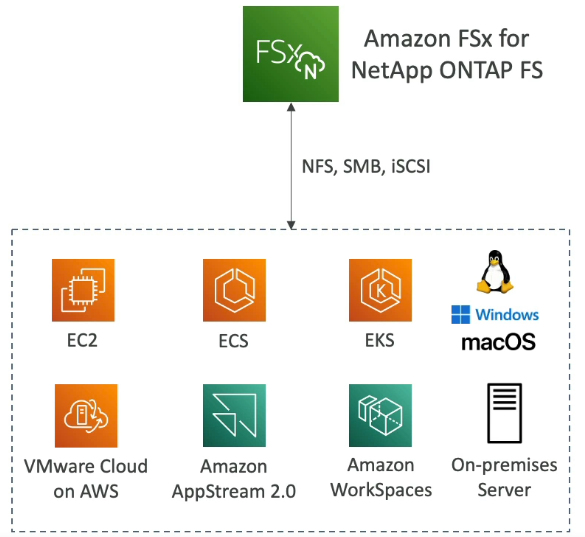 FSx
N
Amazon FSx for
NetApp ONTAP FS
NFS, SMB, iSCSI
EC2
ECS
K
EKS
Windows
macOS
VMware Cloud
on AWS
Amazon
AppStream 2.0
Amazon
WorkSpaces
On-premises
Server